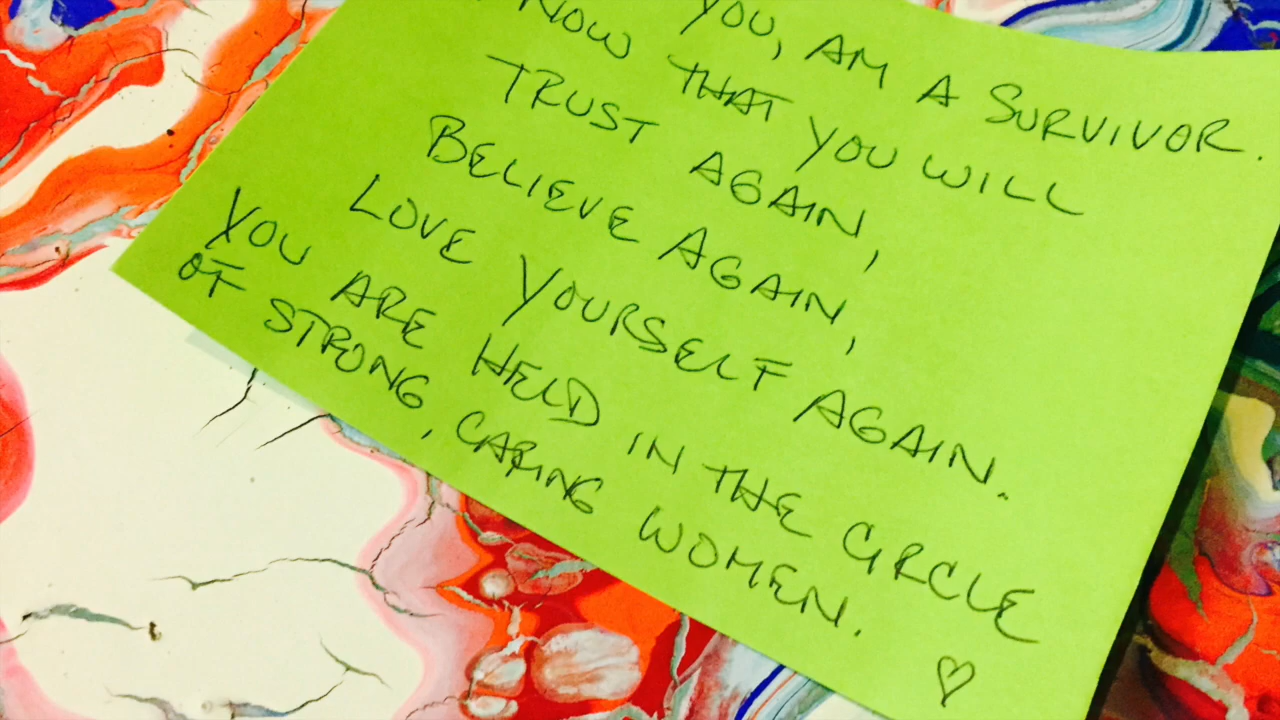 YOU, AM A SURVIVOR.
NOW THAT YOU WILL
TRUST AGAIN,
BELIEVE AGAIN,
LOVE YOURSELF AGAIN.
YOU ARE HELD IN THE CIRCLE
OF STRONG, CARING WOMEN.
♡